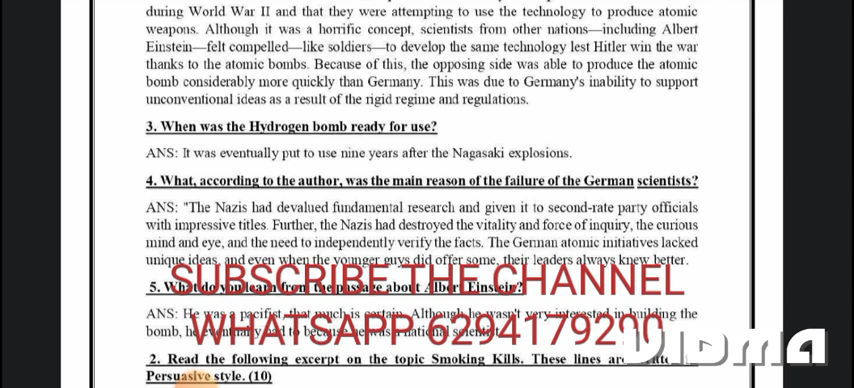 during World War II and that they were attempting to use the technology to produce atomic
weapons. Although it was a horrific concept, scientists from other nations—including Albert
Einstein—felt compelled—like soldiers—to develop the same technology lest Hitler win the war
thanks to the atomic bombs. Because of this, the opposing side was able to produce the atomic
bomb considerably more quickly than Germany. This was due to Germany's inability to support
unconventional ideas as a result of the rigid regime and regulations.
3. When was the Hydrogen bomb ready for use?
ANS: It was eventually put to use nine years after the Nagasaki explosions.
4. What, according to the author, was the main reason of the failure of the German scientists?
ANS: "The Nazis had devalued fundamental research and given it to second-rate party officials
with impressive titles. Further, the Nazis had destroyed the vitality and force of inquiry, the curious
mind and eye, and the need to independently verify the facts. The German atomic initiatives lacked
unique ideas, and even when the younger guys did offer some, their leaders always knew better.
SUBSCRIBE THE CHANNEL
5. What do you learn from the passage about Albert Einstein?
ANS: He was a pacifist, that much is certain. Although he wasn't very interested in building the
WHATSAPP 6294179200
bomb, he eventually had to because he was a national scientist.
VIDMA
2. Read the following excerpt on the topic Smoking Kills. These lines are
Persuasive style. (10)